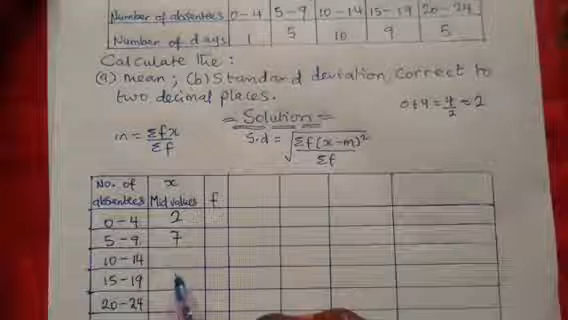 Number of absentees 0-4 5-9 10-14 15-19 20-24
Number of days 1 5 10 9 5
Calculate the:
(a) mean; (b) Standard deviation, correct to
two decimal places.
0+4 = 4/2 = 2
= Solution =
m = Σfx/Σf
S.d = √(Σf(x-m)²/Σf)
No. of absentees x Mid values f
0-4 2
5-9 7
10-14
15-19
20-24